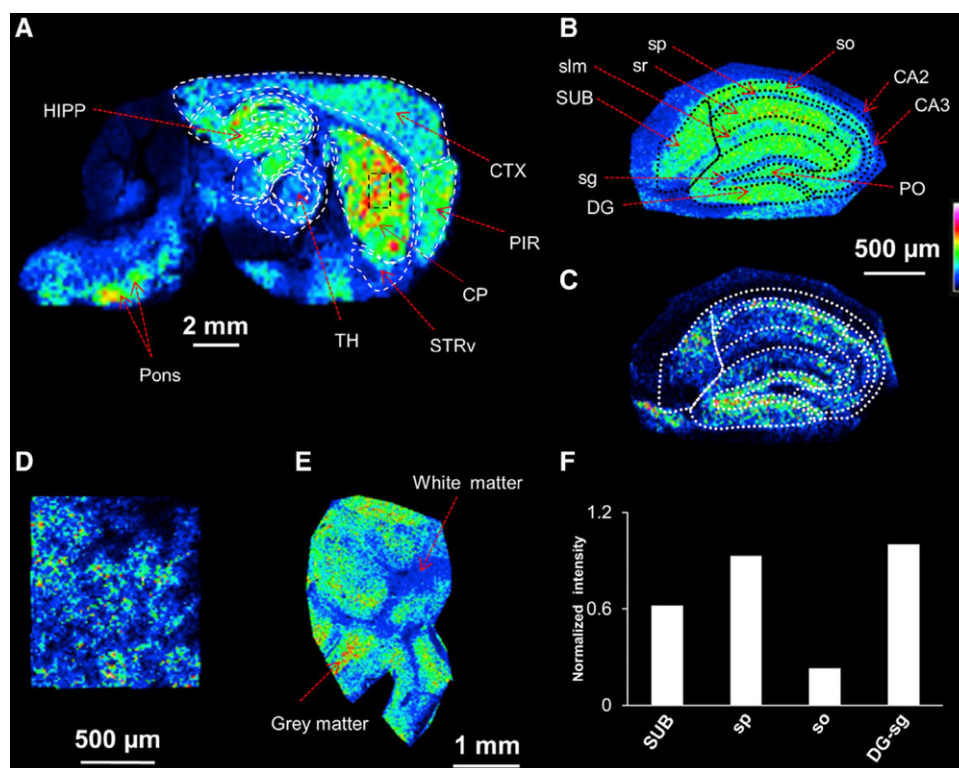 A
HIPP
CTX
PIR
CP
STRv
TH
2 mm
Pons
B
sp
so
slm
sr
CA2
SUB
CA3
sg
PO
DG
500 µm
C
D
500 µm
E
White matter
Grey matter
1 mm
F
1.2
Normalized intensity
0.6
0
SUB
sp
so
DG-sg